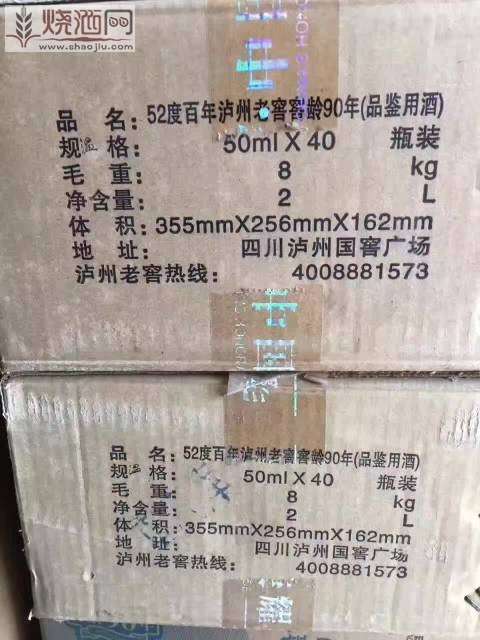 烧酒网
www.shaojiu.com
品 名：52度百年泸州老窖窖龄90年(品鉴用酒)
规 格： 50ml X 40 瓶装
毛 重： 8 kg
净含量： 2 L
体 积：355mmX256mmX162mm
地 址： 四川泸州国窖广场
泸州老窖热线： 4008881573
中国
品 名：52度百年泸州老窖窖龄90年(品鉴用酒)
规 格： 50ml X 40 瓶装
毛 重： 8 kg
净含量： 2 L
体 积：355mmX256mmX162mm
地 址： 四川泸州国窖广场
泸州老窖热线： 4008881573